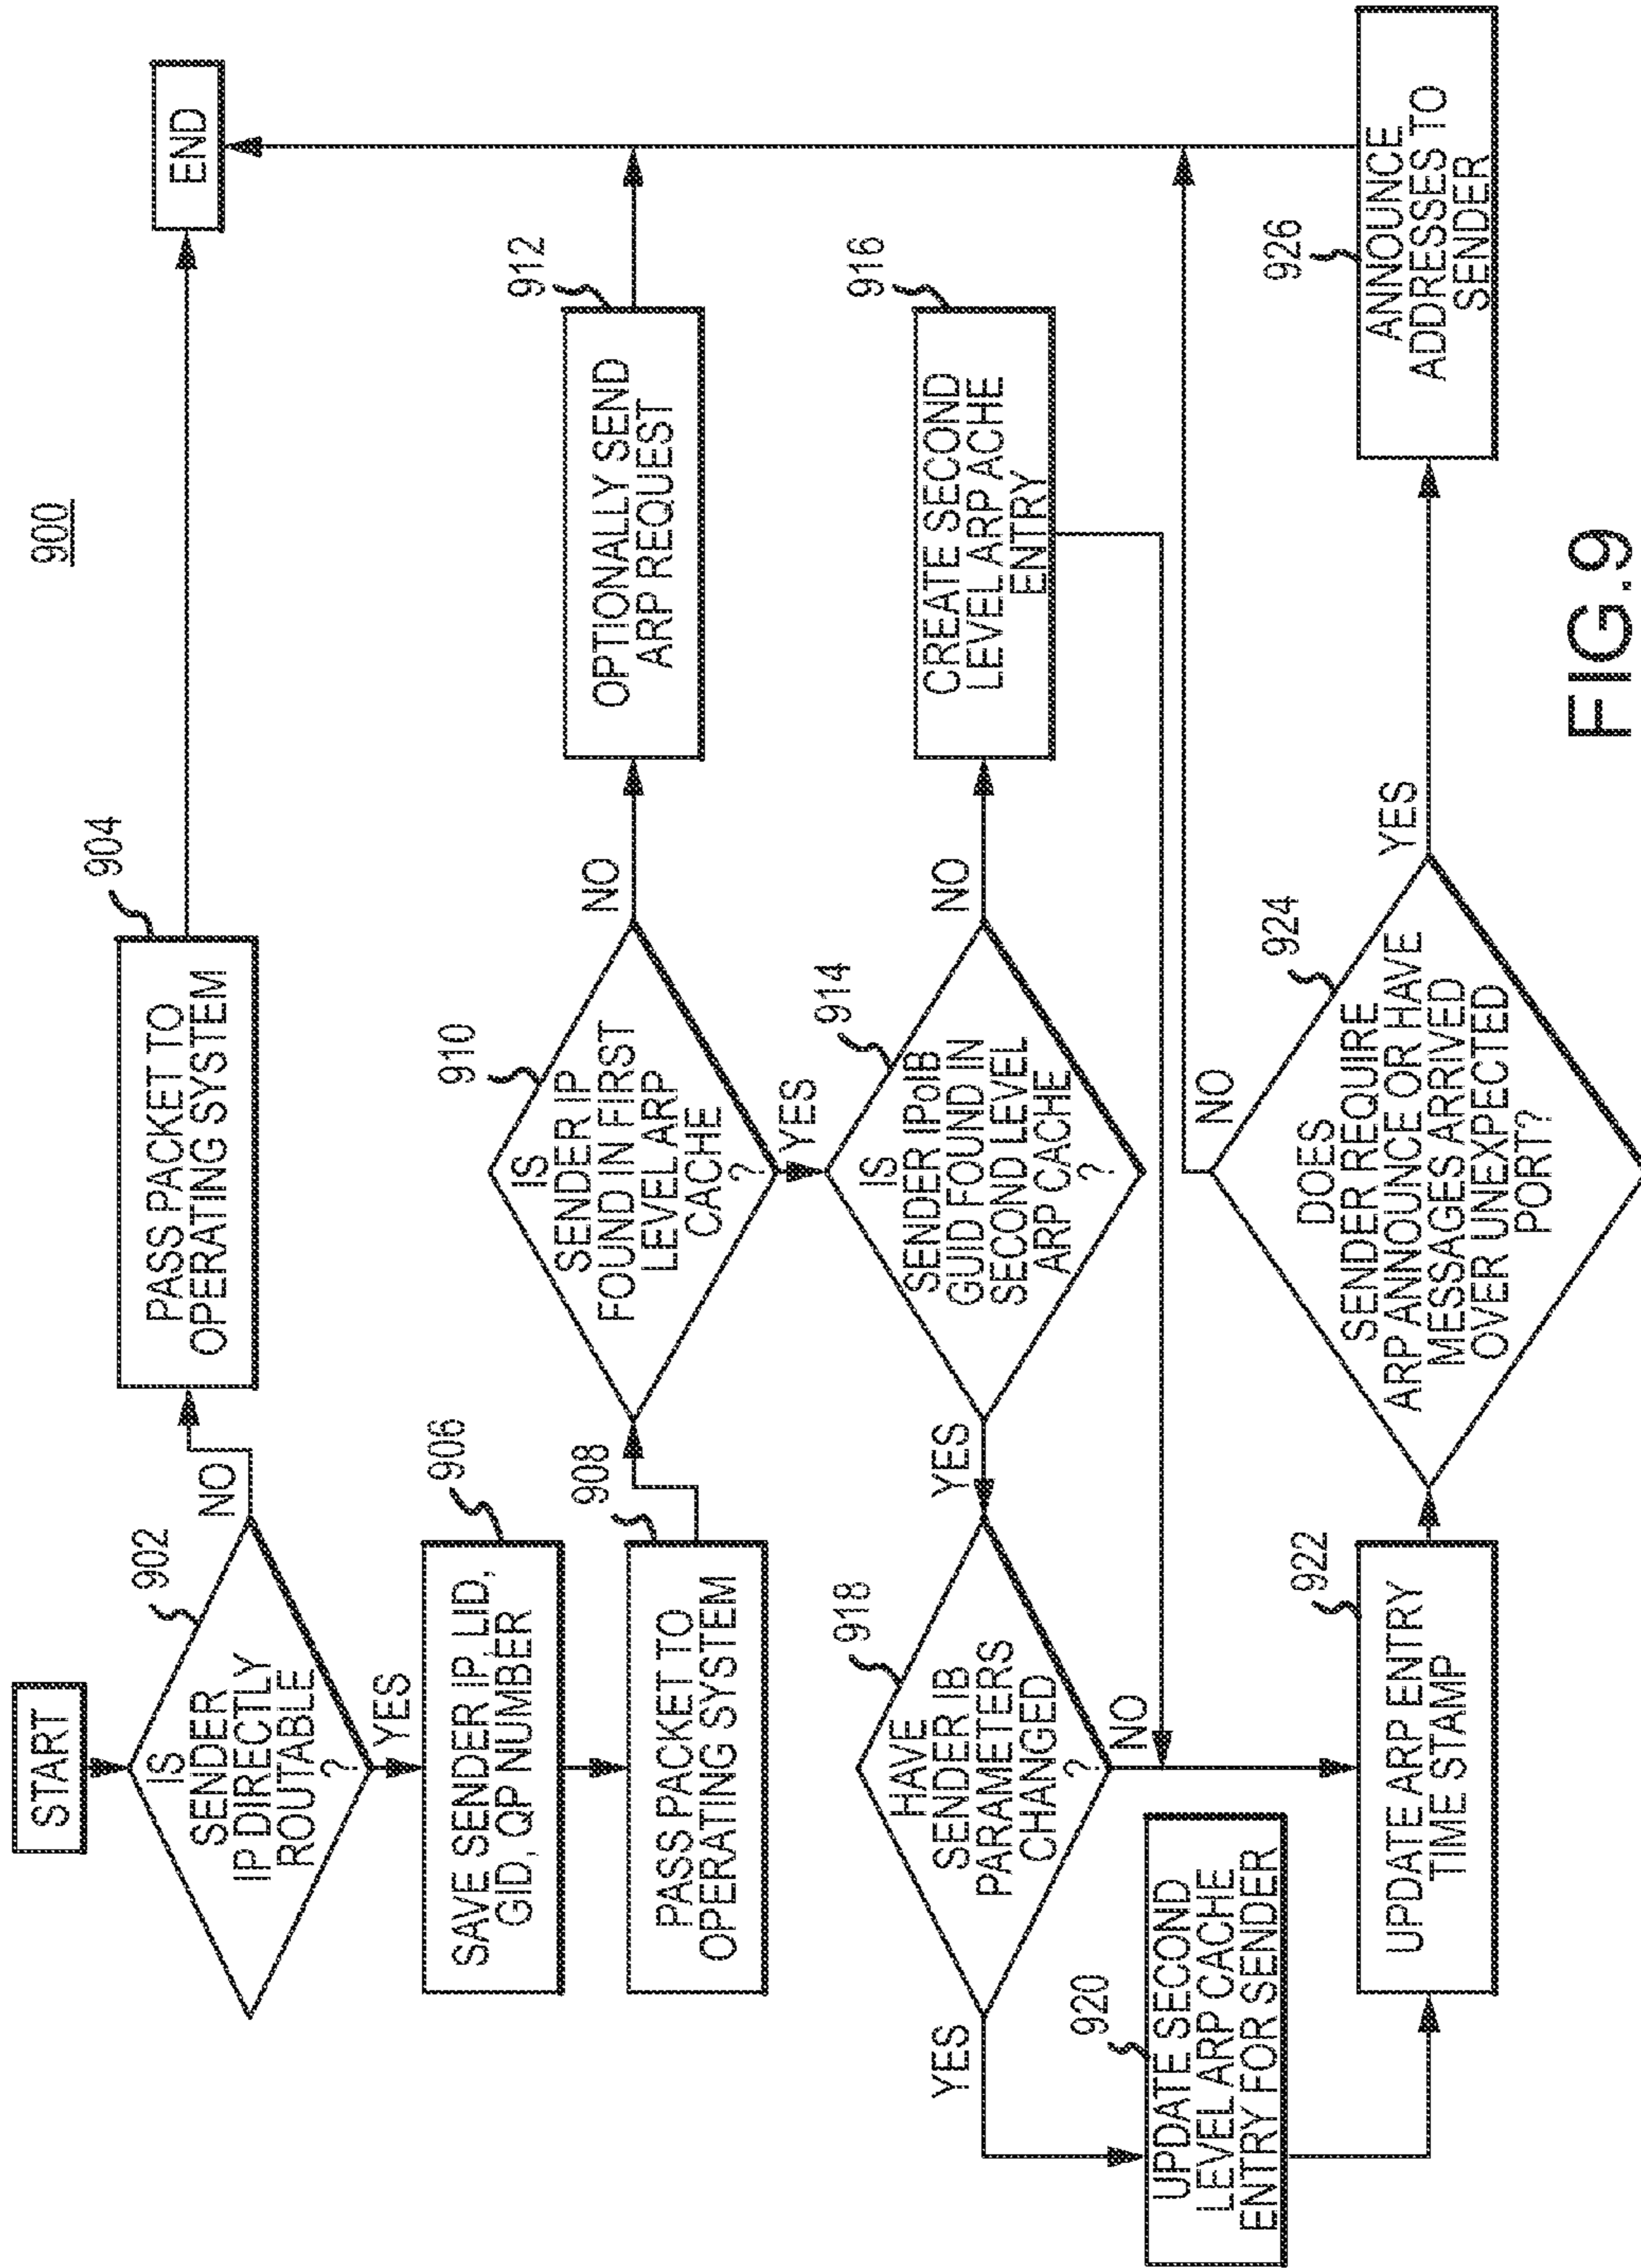 900
START
IS
SENDER
IP DIRECTLY
ROUTABLE
?
902
NO
YES
904
PASS PACKET TO
OPERATING SYSTEM
END
906
SAVE SENDER IP, LID,
GID, QP NUMBER
908
PASS PACKET TO
OPERATING SYSTEM
910
IS
SENDER IP
FOUND IN FIRST
LEVEL ARP
CACHE
?
NO
YES
912
OPTIONALLY SEND
ARP REQUEST
914
IS
SENDER IPoIB
GUID FOUND IN
SECOND LEVEL
ARP CACHE
?
NO
YES
916
CREATE SECOND
LEVEL ARP ACHE
ENTRY
918
HAVE
SENDER IB
PARAMETERS
CHANGED
?
YES
NO
920
UPDATE SECOND
LEVEL ARP CACHE
ENTRY FOR SENDER
922
UPDATE ARP ENTRY
TIME STAMP
924
DOES
SENDER REQUIRE
ARP ANNOUNCE OR HAVE
MESSAGES ARRIVED
OVER UNEXPECTED
PORT?
NO
YES
926
ANNOUNCE
ADDRESSES TO
SENDER
FIG.9